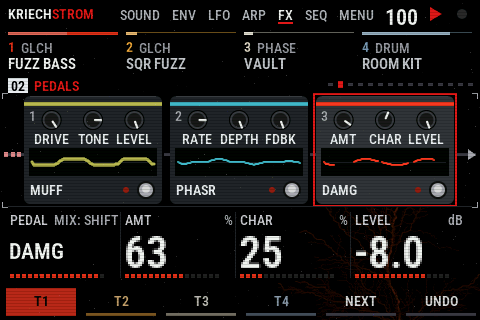 KRIECHSTROM SOUND ENV LFO ARP FX SEQ MENU 100
1 GLCH 2 GLCH 3 PHASE 4 DRUM
FUZZ BASS SQR FUZZ VAULT ROOM KIT
02 PEDALS
1 2 3
DRIVE TONE LEVEL RATE DEPTH FDBK AMT CHAR LEVEL
MUFF PHASR DAMG
PEDAL MIX: SHIFT AMT % CHAR % LEVEL dB
DAMG 63 25 -8.0
T1 T2 T3 T4 NEXT UNDO